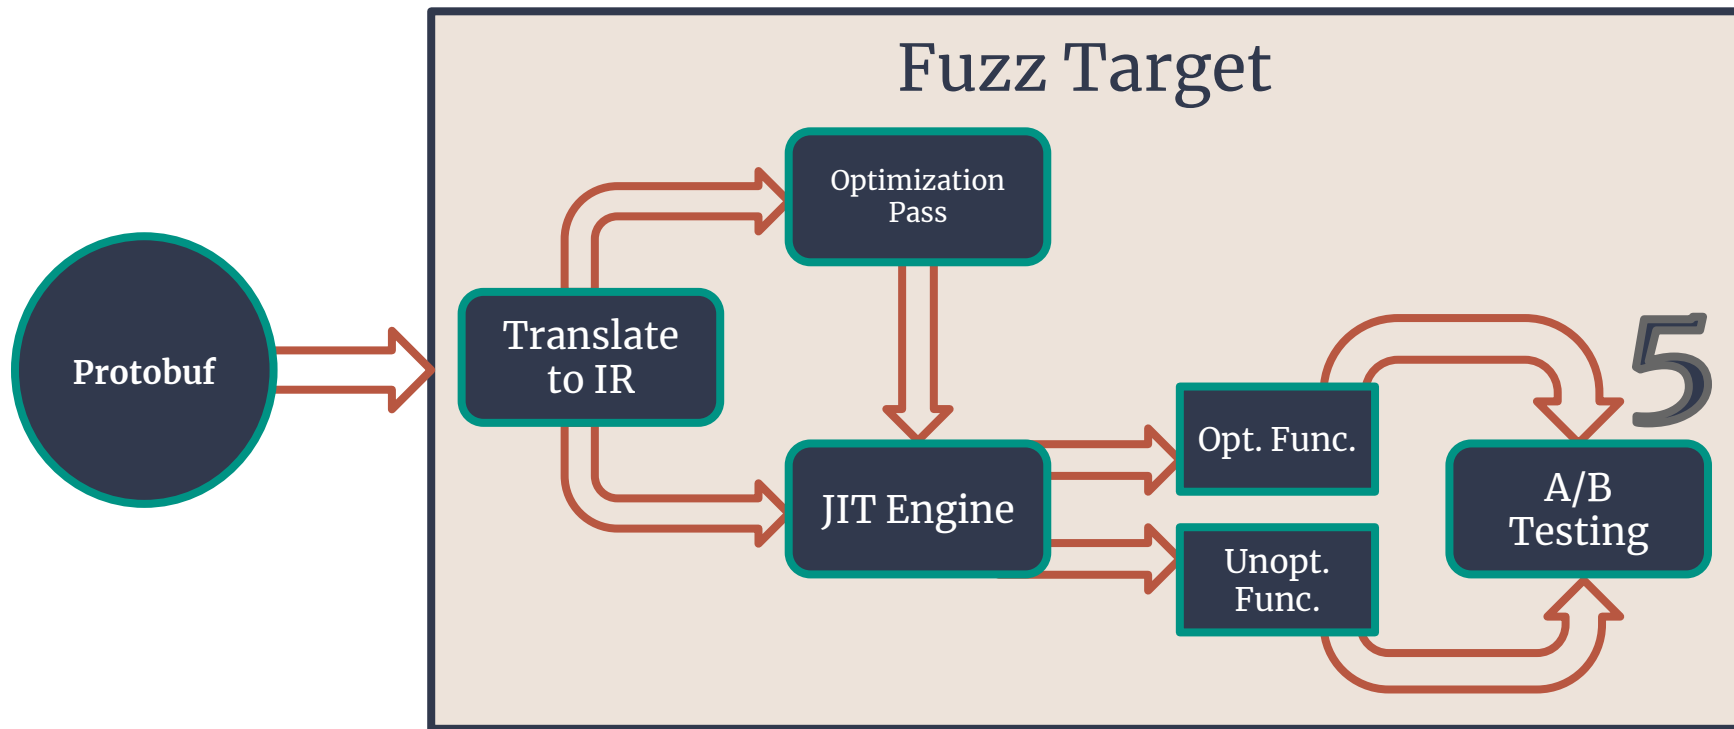 Fuzz Target
Optimization
Pass
Translate
to IR
Protobuf
5
Opt. Func.
JIT Engine
A/B
Testing
Unopt.
Func.